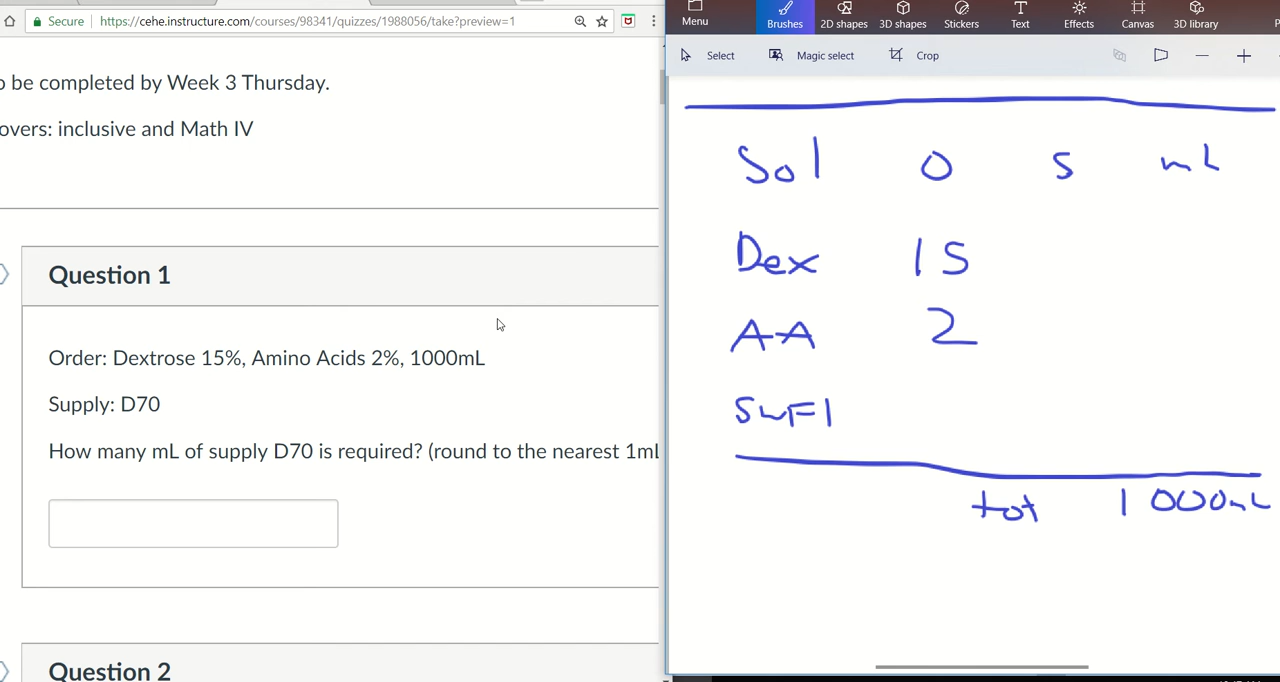 Secure https://cehe.instructure.com/courses/98341/quizzes/1988056/take?preview=1
Menu Brushes 2D shapes 3D shapes Stickers Text Effects Canvas 3D library
Select Magic select Crop
o be completed by Week 3 Thursday.
overs: inclusive and Math IV
Question 1
Order: Dextrose 15%, Amino Acids 2%, 1000mL
Supply: D70
How many mL of supply D70 is required? (round to the nearest 1mL
Question 2
Sol O S mL
Dex 15
AA 2
SWFI
tot 1000mL